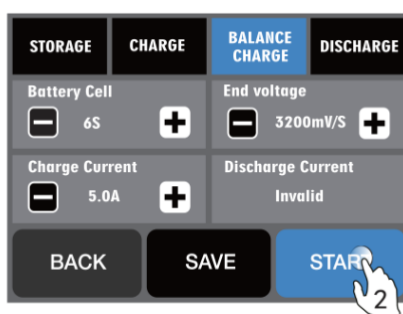 STORAGE
CHARGE
BALANCE
CHARGE
DISCHARGE
Battery Cell
6S
End voltage
3200mV/S
Charge Current
5.0A
Discharge Current
Invalid
BACK
SAVE
START
2